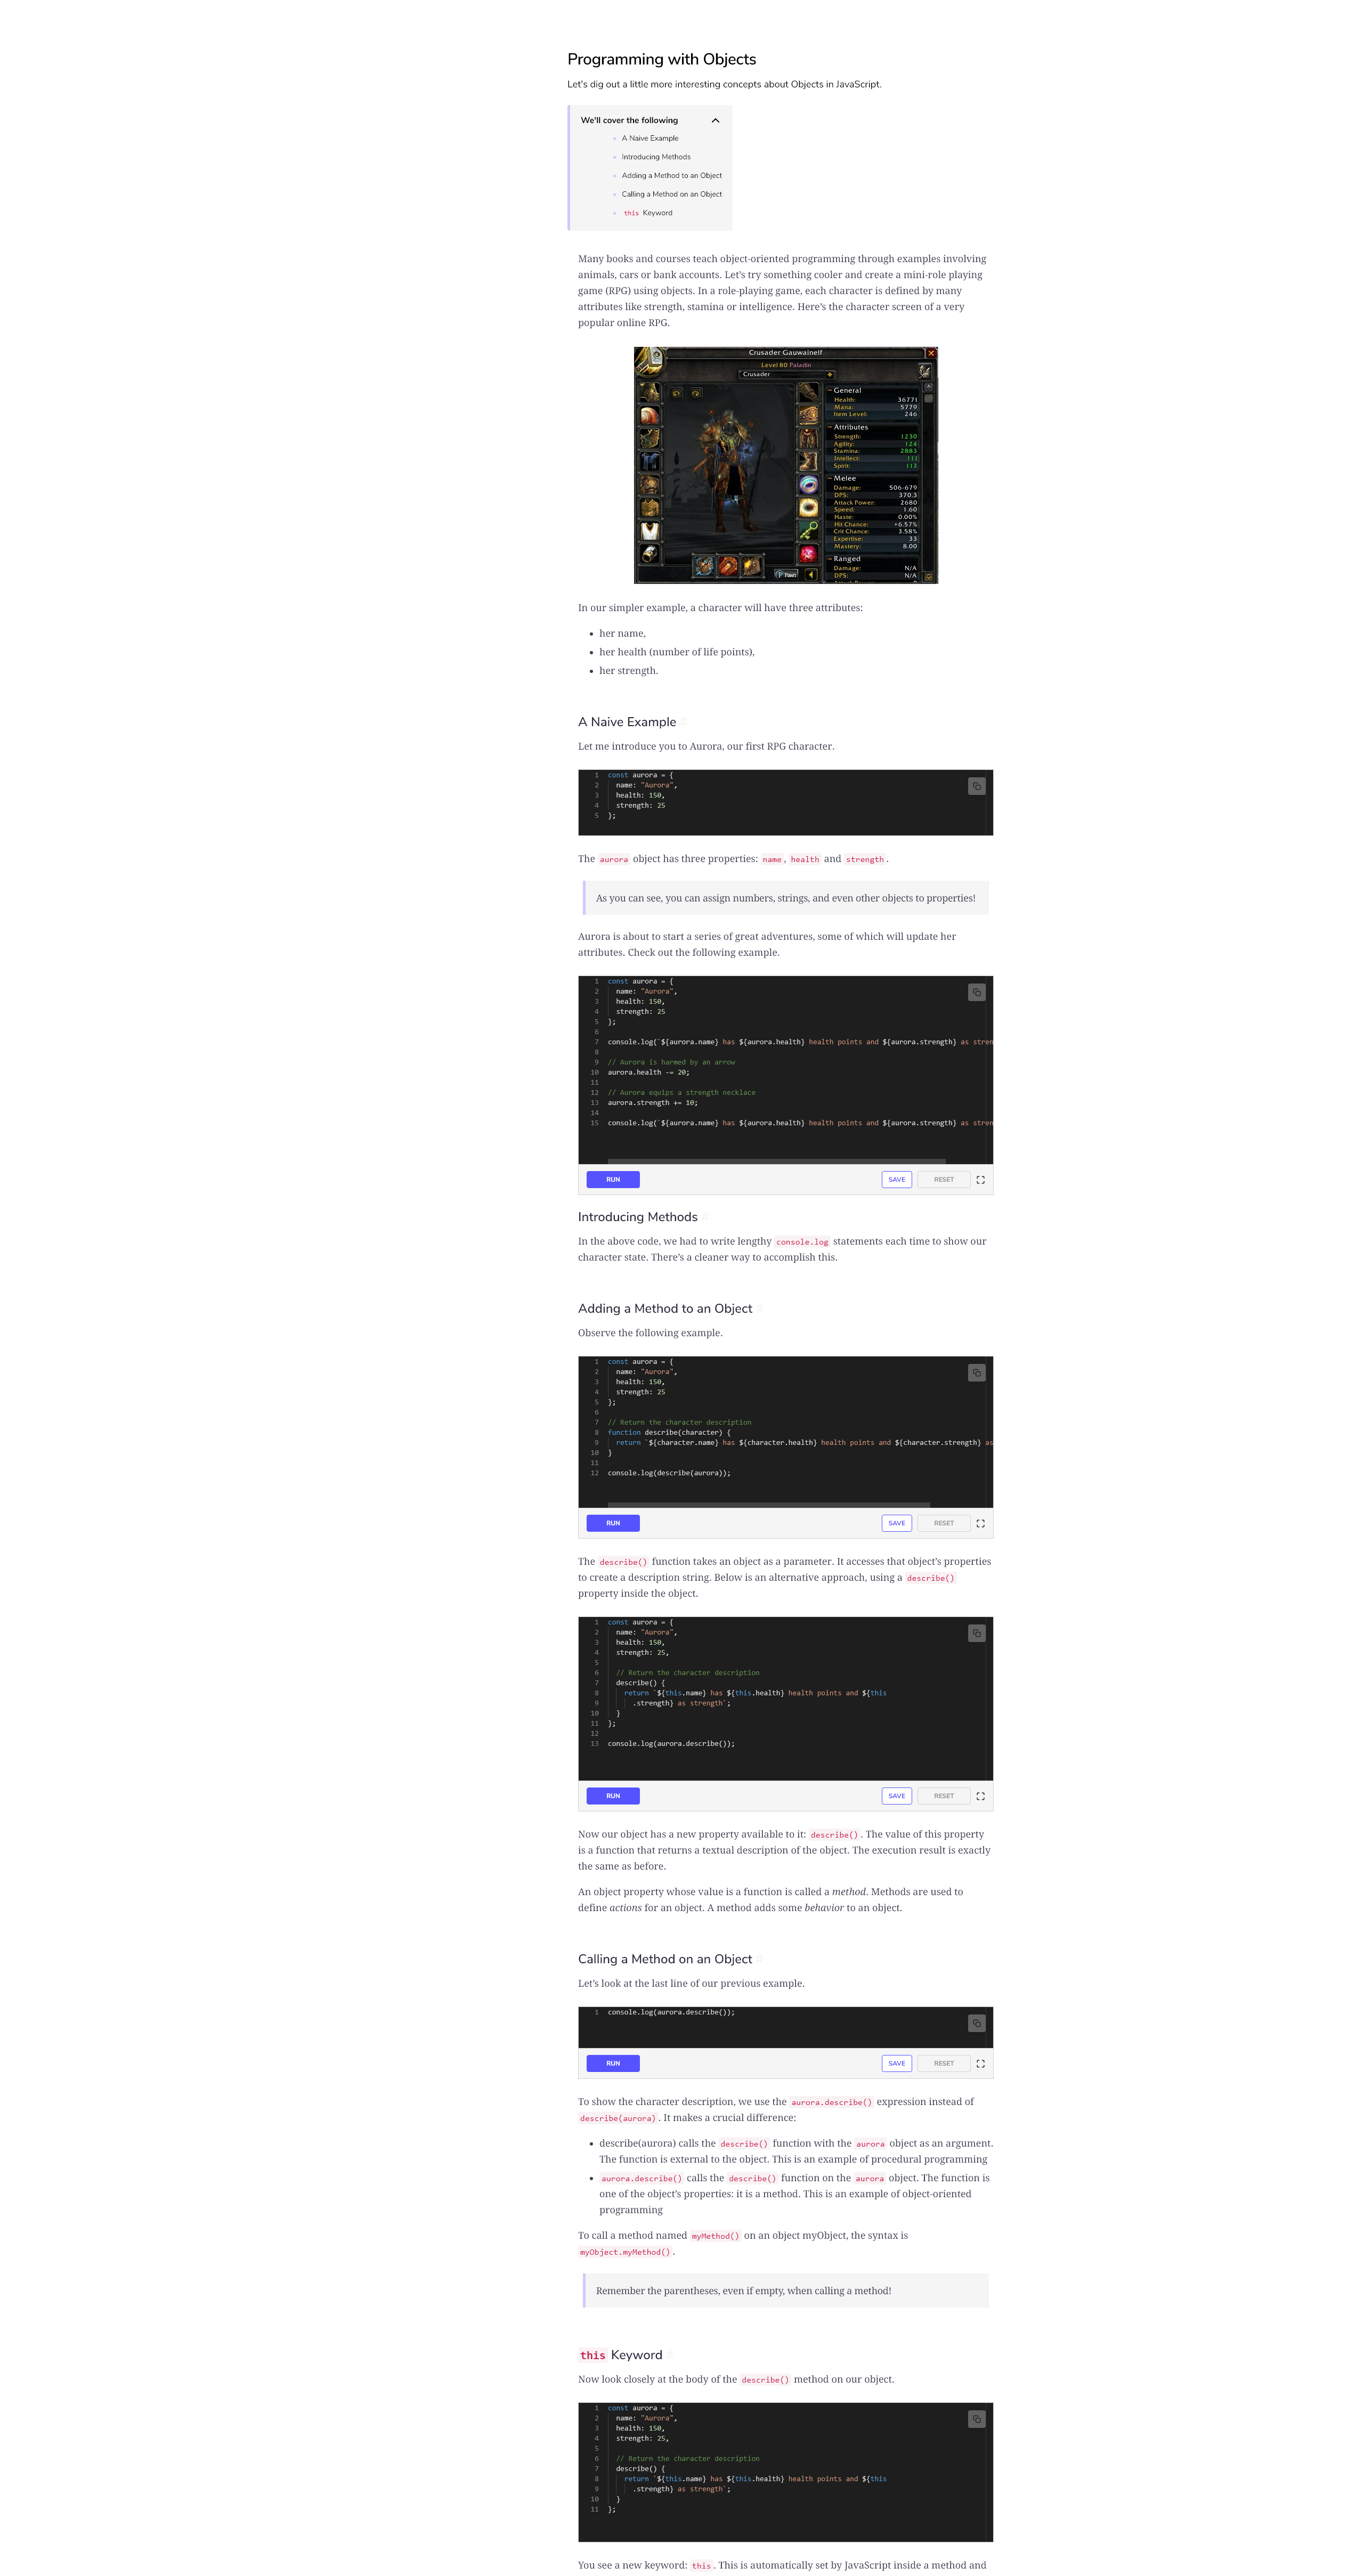 Programming with Objects
Let's dig out a little more interesting concepts about Objects in JavaScript.
We'll cover the following
A Naive Example
Introducing Methods
Adding a Method to an Object
Calling a Method on an Object
this Keyword
Many books and courses teach object-oriented programming through examples involving
animals, cars or bank accounts. Let’s try something cooler and create a mini-role playing
game (RPG) using objects. In a role-playing game, each character is defined by many
attributes like strength, stamina or intelligence. Here’s the character screen of a very
popular online RPG.
Crusader Gauwainelf
Level 80 Paladin
Crusader
General
Health: 36771
Mana: 5779
Item Level: 246
Attributes
Strength: 1230
Agility: 124
Stamina: 2883
Intellect: 111
Spirit: 113
Melee
Damage: 506-679
DPS: 370.3
Attack Power: 2680
Speed: 1.60
Haste: 0.00%
Hit Chance: +6.57%
Crit Chance: 3.58%
Expertise: 33
Mastery: 8.00
Ranged
Damage: N/A
DPS: N/A
In our simpler example, a character will have three attributes:
• her name,
• her health (number of life points),
• her strength.
A Naive Example #
Let me introduce you to Aurora, our first RPG character.
1 const aurora = {
2 name: "Aurora",
3 health: 150,
4 strength: 25
5 };
The aurora object has three properties: name, health and strength.
As you can see, you can assign numbers, strings, and even other objects to properties!
Aurora is about to start a series of great adventures, some of which will update her
attributes. Check out the following example.
1 const aurora = {
2 name: "Aurora",
3 health: 150,
4 strength: 25
5 };
6
7 console.log(`${aurora.name} has ${aurora.health} health points and ${aurora.strength} as stren
8
9 // Aurora is harmed by an arrow
10 aurora.health -= 20;
11
12 // Aurora equips a strength necklace
13 aurora.strength += 10;
14
15 console.log(`${aurora.name} has ${aurora.health} health points and ${aurora.strength} as stren
RUN SAVE RESET
Introducing Methods #
In the above code, we had to write lengthy console.log statements each time to show our
character state. There’s a cleaner way to accomplish this.
Adding a Method to an Object #
Observe the following example.
1 const aurora = {
2 name: "Aurora",
3 health: 150,
4 strength: 25
5 };
6
7 // Return the character description
8 function describe(character) {
9 return `${character.name} has ${character.health} health points and ${character.strength} as
10 }
11
12 console.log(describe(aurora));
RUN SAVE RESET
The describe() function takes an object as a parameter. It accesses that object’s properties
to create a description string. Below is an alternative approach, using a describe()
property inside the object.
1 const aurora = {
2 name: "Aurora",
3 health: 150,
4 strength: 25,
5
6 // Return the character description
7 describe() {
8 return `${this.name} has ${this.health} health points and ${this
9 .strength} as strength`;
10 }
11 };
12
13 console.log(aurora.describe());
RUN SAVE RESET
Now our object has a new property available to it: describe(). The value of this property
is a function that returns a textual description of the object. The execution result is exactly
the same as before.
An object property whose value is a function is called a method. Methods are used to
define actions for an object. A method adds some behavior to an object.
Calling a Method on an Object #
Let’s look at the last line of our previous example.
1 console.log(aurora.describe());
RUN SAVE RESET
To show the character description, we use the aurora.describe() expression instead of
describe(aurora). It makes a crucial difference:
• describe(aurora) calls the describe() function with the aurora object as an argument.
The function is external to the object. This is an example of procedural programming
• aurora.describe() calls the describe() function on the aurora object. The function is
one of the object’s properties: it is a method. This is an example of object-oriented
programming
To call a method named myMethod() on an object myObject, the syntax is
myObject.myMethod().
Remember the parentheses, even if empty, when calling a method!
this Keyword #
Now look closely at the body of the describe() method on our object.
1 const aurora = {
2 name: "Aurora",
3 health: 150,
4 strength: 25,
5
6 // Return the character description
7 describe() {
8 return `${this.name} has ${this.health} health points and ${this
9 .strength} as strength`;
10 }
11 };
You see a new keyword: this. This is automatically set by JavaScript inside a method and